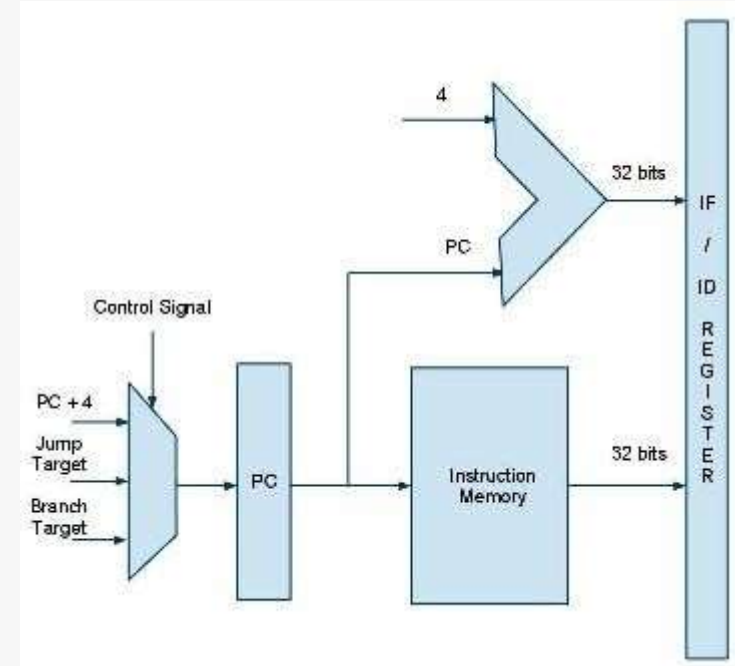 4
32 bits
PC
Control Signal
PC + 4
Jump
Target
Branch
Target
PC
Instruction
Memory
32 bits
IF
/
ID
R
E
G
I
S
T
E
R